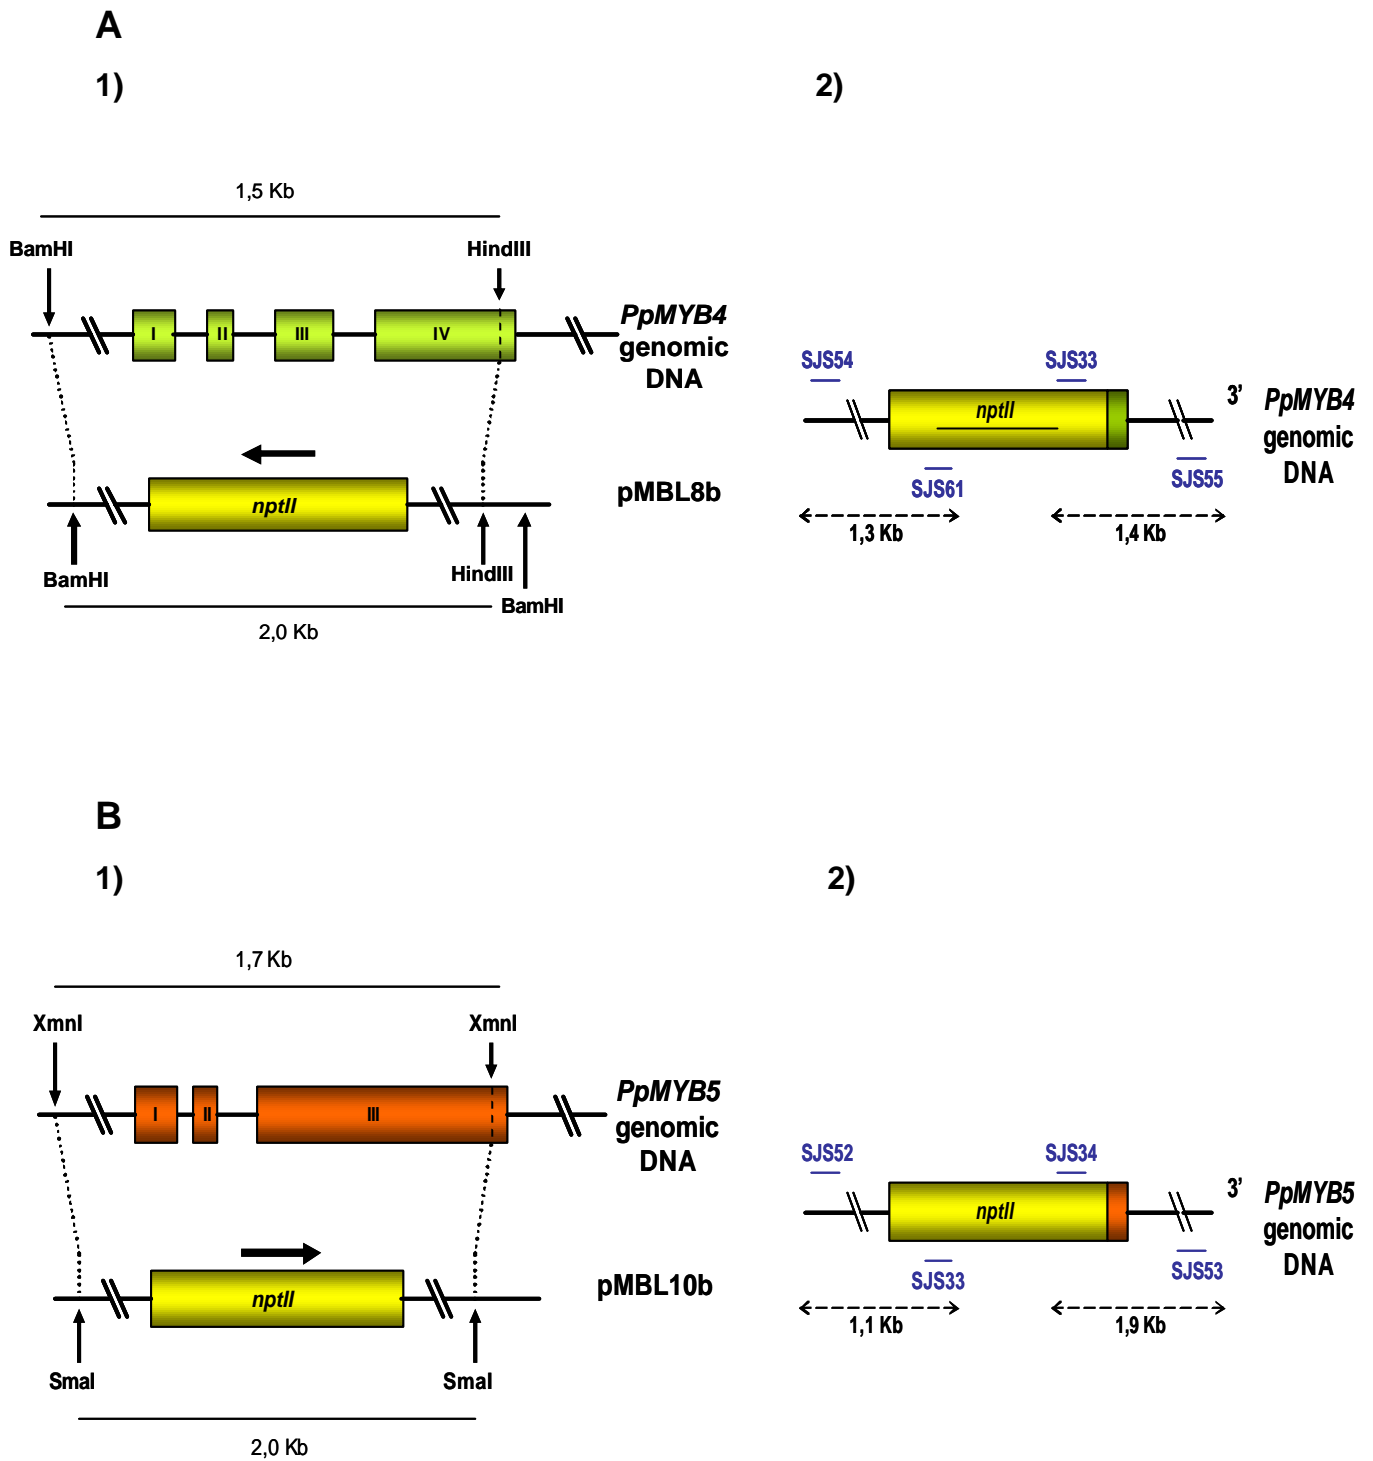 A
1)
2)
1,5 Kb
BamHI
HindIII
I
II
III
IV
PpMYB4
genomic
DNA
nptII
pMBL8b
BamHI
HindIII
BamHI
2,0 Kb
SJS54
SJS33
nptII
3’
PpMYB4
genomic
DNA
SJS61
SJS55
1,3 Kb
1,4 Kb
B
1)
2)
1,7 Kb
XmnI
XmnI
I
II
III
PpMYB5
genomic
DNA
nptII
pMBL10b
SmaI
SmaI
2,0 Kb
SJS52
SJS34
nptII
3’
PpMYB5
genomic
DNA
SJS33
SJS53
1,1 Kb
1,9 Kb